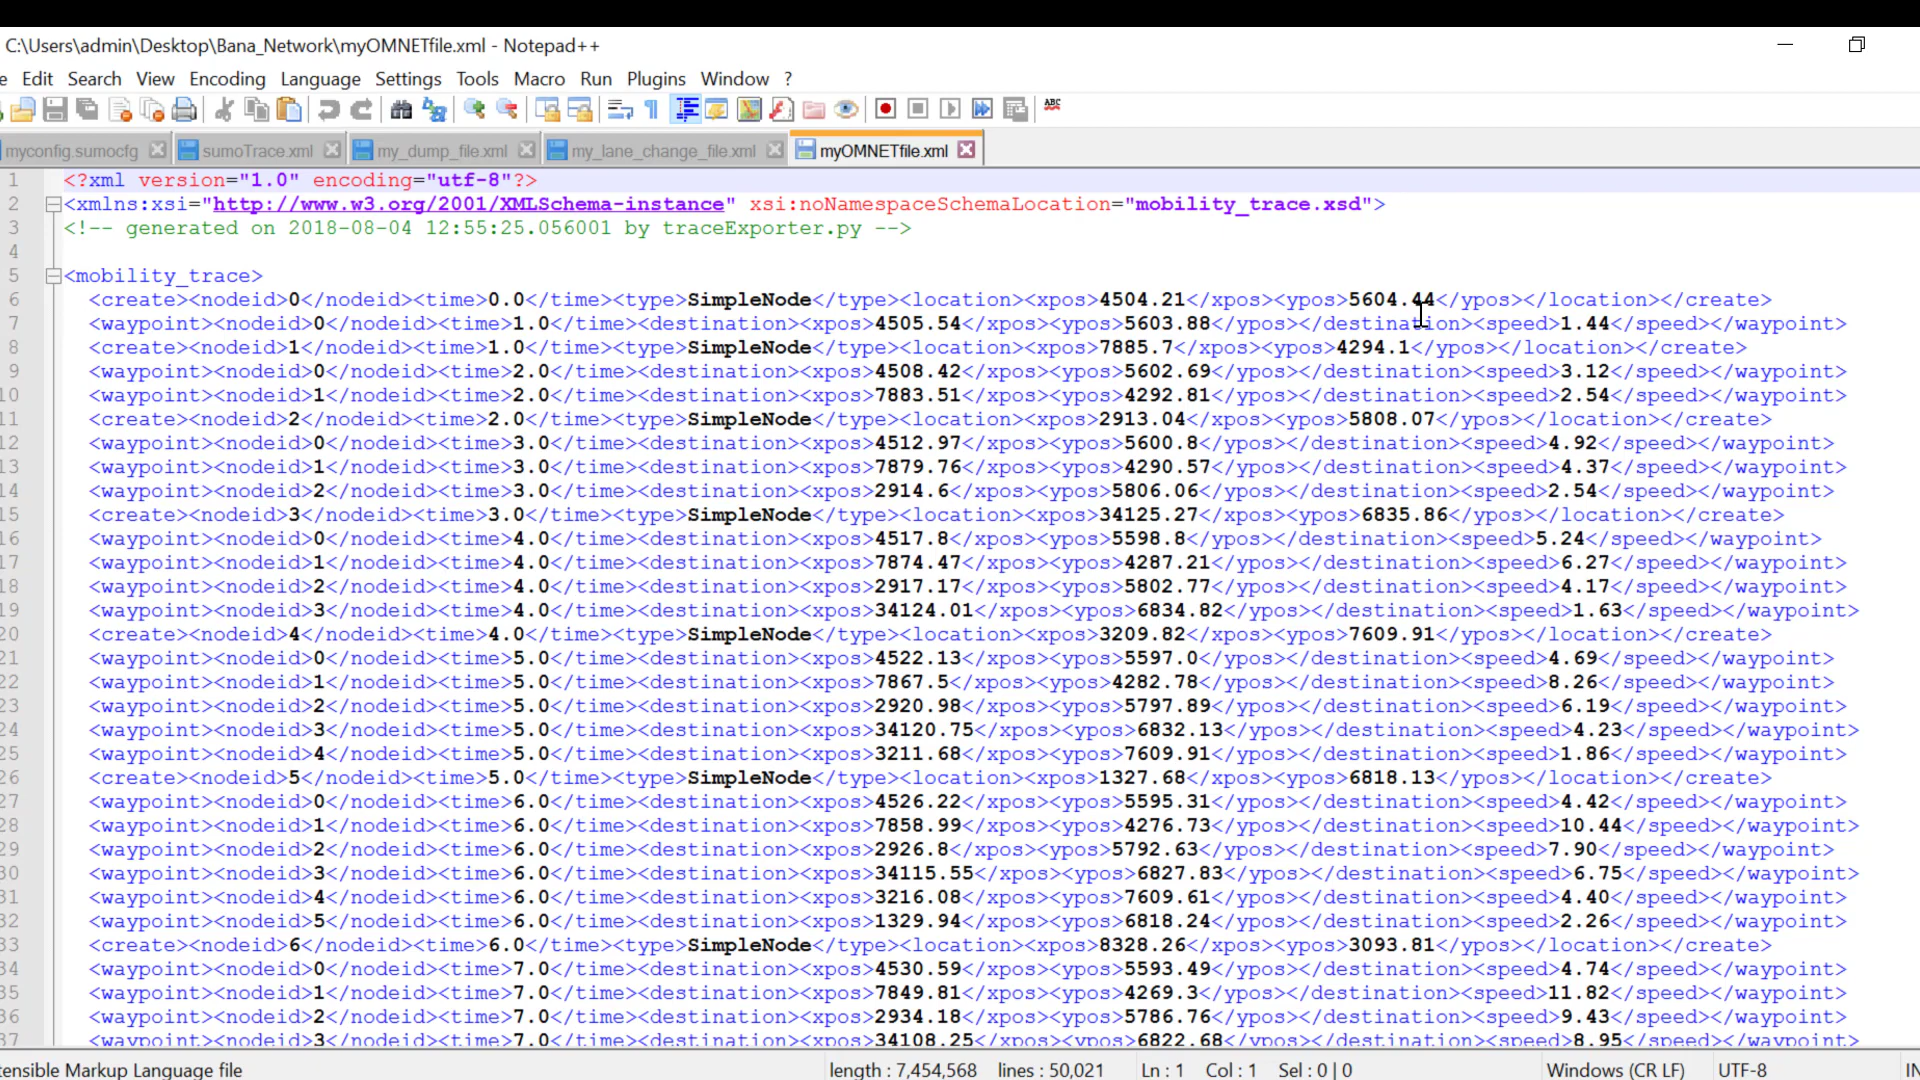 C:\Users\admin\Desktop\Bana_Network\myOMNETfile.xml - Notepad++
e Edit Search View Encoding Language Settings Tools Macro Run Plugins Window ?
ABC
myconfig.sumocfg sumoTrace.xml my_dump_file.xml my_lane_change_file.xml myOMNETfile.xml
1 <?xml version="1.0" encoding="utf-8"?>
2 <xmlns:xsi="http://www.w3.org/2001/XMLSchema-instance" xsi:noNamespaceSchemaLocation="mobility_trace.xsd">
3 <!-- generated on 2018-08-04 12:55:25.056001 by traceExporter.py -->
4
5 <mobility_trace>
6 <create><nodeid>0</nodeid><time>0.0</time><type>SimpleNode</type><location><xpos>4504.21</xpos><ypos>5604.44</ypos></location></create>
7 <waypoint><nodeid>0</nodeid><time>1.0</time><destination><xpos>4505.54</xpos><ypos>5603.88</ypos></destination><speed>1.44</speed></waypoint>
8 <create><nodeid>1</nodeid><time>1.0</time><type>SimpleNode</type><location><xpos>7885.7</xpos><ypos>4294.1</ypos></location></create>
9 <waypoint><nodeid>0</nodeid><time>2.0</time><destination><xpos>4508.42</xpos><ypos>5602.69</ypos></destination><speed>3.12</speed></waypoint>
10 <waypoint><nodeid>1</nodeid><time>2.0</time><destination><xpos>7883.51</xpos><ypos>4292.81</ypos></destination><speed>2.54</speed></waypoint>
11 <create><nodeid>2</nodeid><time>2.0</time><type>SimpleNode</type><location><xpos>2913.04</xpos><ypos>5808.07</ypos></location></create>
12 <waypoint><nodeid>0</nodeid><time>3.0</time><destination><xpos>4512.97</xpos><ypos>5600.8</ypos></destination><speed>4.92</speed></waypoint>
13 <waypoint><nodeid>1</nodeid><time>3.0</time><destination><xpos>7879.76</xpos><ypos>4290.57</ypos></destination><speed>4.37</speed></waypoint>
14 <waypoint><nodeid>2</nodeid><time>3.0</time><destination><xpos>2914.6</xpos><ypos>5806.06</ypos></destination><speed>2.54</speed></waypoint>
15 <create><nodeid>3</nodeid><time>3.0</time><type>SimpleNode</type><location><xpos>34125.27</xpos><ypos>6835.86</ypos></location></create>
16 <waypoint><nodeid>0</nodeid><time>4.0</time><destination><xpos>4517.8</xpos><ypos>5598.8</ypos></destination><speed>5.24</speed></waypoint>
17 <waypoint><nodeid>1</nodeid><time>4.0</time><destination><xpos>7874.47</xpos><ypos>4287.21</ypos></destination><speed>6.27</speed></waypoint>
18 <waypoint><nodeid>2</nodeid><time>4.0</time><destination><xpos>2917.17</xpos><ypos>5802.77</ypos></destination><speed>4.17</speed></waypoint>
19 <waypoint><nodeid>3</nodeid><time>4.0</time><destination><xpos>34124.01</xpos><ypos>6834.82</ypos></destination><speed>1.63</speed></waypoint>
20 <create><nodeid>4</nodeid><time>4.0</time><type>SimpleNode</type><location><xpos>3209.82</xpos><ypos>7609.91</ypos></location></create>
21 <waypoint><nodeid>0</nodeid><time>5.0</time><destination><xpos>4522.13</xpos><ypos>5597.0</ypos></destination><speed>4.69</speed></waypoint>
22 <waypoint><nodeid>1</nodeid><time>5.0</time><destination><xpos>7867.5</xpos><ypos>4282.78</ypos></destination><speed>8.26</speed></waypoint>
23 <waypoint><nodeid>2</nodeid><time>5.0</time><destination><xpos>2920.98</xpos><ypos>5797.89</ypos></destination><speed>6.19</speed></waypoint>
24 <waypoint><nodeid>3</nodeid><time>5.0</time><destination><xpos>34120.75</xpos><ypos>6832.13</ypos></destination><speed>4.23</speed></waypoint>
25 <waypoint><nodeid>4</nodeid><time>5.0</time><destination><xpos>3211.68</xpos><ypos>7609.91</ypos></destination><speed>1.86</speed></waypoint>
26 <create><nodeid>5</nodeid><time>5.0</time><type>SimpleNode</type><location><xpos>1327.68</xpos><ypos>6818.13</ypos></location></create>
27 <waypoint><nodeid>0</nodeid><time>6.0</time><destination><xpos>4526.22</xpos><ypos>5595.31</ypos></destination><speed>4.42</speed></waypoint>
28 <waypoint><nodeid>1</nodeid><time>6.0</time><destination><xpos>7858.99</xpos><ypos>4276.73</ypos></destination><speed>10.44</speed></waypoint>
29 <waypoint><nodeid>2</nodeid><time>6.0</time><destination><xpos>2926.8</xpos><ypos>5792.63</ypos></destination><speed>7.90</speed></waypoint>
30 <waypoint><nodeid>3</nodeid><time>6.0</time><destination><xpos>34115.55</xpos><ypos>6827.83</ypos></destination><speed>6.75</speed></waypoint>
31 <waypoint><nodeid>4</nodeid><time>6.0</time><destination><xpos>3216.08</xpos><ypos>7609.61</ypos></destination><speed>4.40</speed></waypoint>
32 <waypoint><nodeid>5</nodeid><time>6.0</time><destination><xpos>1329.94</xpos><ypos>6818.24</ypos></destination><speed>2.26</speed></waypoint>
33 <create><nodeid>6</nodeid><time>6.0</time><type>SimpleNode</type><location><xpos>8328.26</xpos><ypos>3093.81</ypos></location></create>
34 <waypoint><nodeid>0</nodeid><time>7.0</time><destination><xpos>4530.59</xpos><ypos>5593.49</ypos></destination><speed>4.74</speed></waypoint>
35 <waypoint><nodeid>1</nodeid><time>7.0</time><destination><xpos>7849.81</xpos><ypos>4269.3</ypos></destination><speed>11.82</speed></waypoint>
36 <waypoint><nodeid>2</nodeid><time>7.0</time><destination><xpos>2934.18</xpos><ypos>5786.76</ypos></destination><speed>9.43</speed></waypoint>
37 <waypoint><nodeid>3</nodeid><time>7.0</time><destination><xpos>34108.25</xpos><ypos>6822.68</ypos></destination><speed>8.95</speed></waypoint>
tensible Markup Language file length : 7,454,568 lines : 50,021 Ln : 1 Col : 1 Sel : 0 | 0 Windows (CR LF) UTF-8 IN